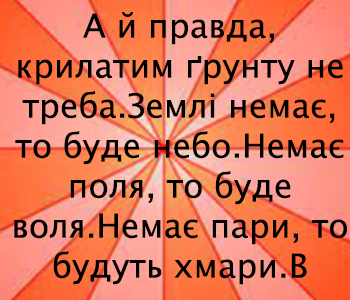 А й правда,
крилатим ґрунту не
треба.Землі немає,
то буде небо.Немає
поля, то буде
воля.Немає пари, то
будуть хмари.В